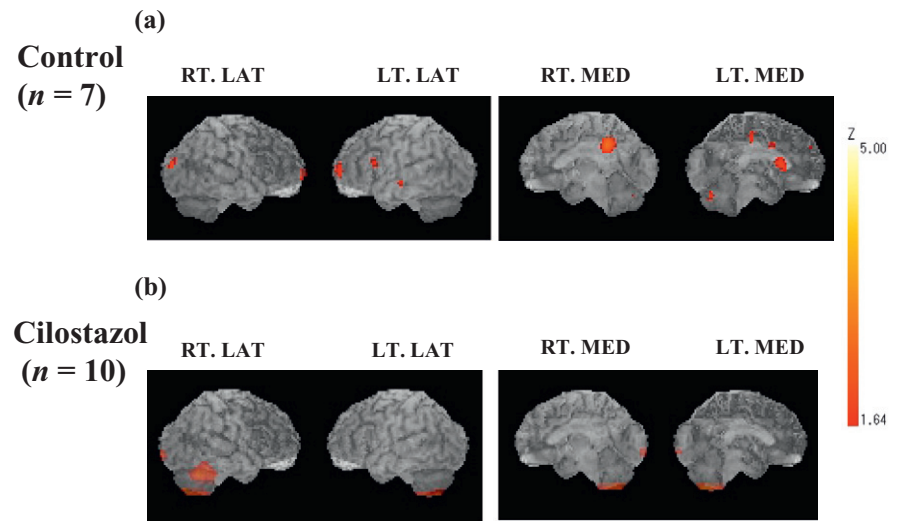 (a)
Control
(n = 7)
RT. LAT
LT. LAT
RT. MED
LT. MED
Z
5.00
(b)
Cilostazol
(n = 10)
RT. LAT
LT. LAT
RT. MED
LT. MED
1.64